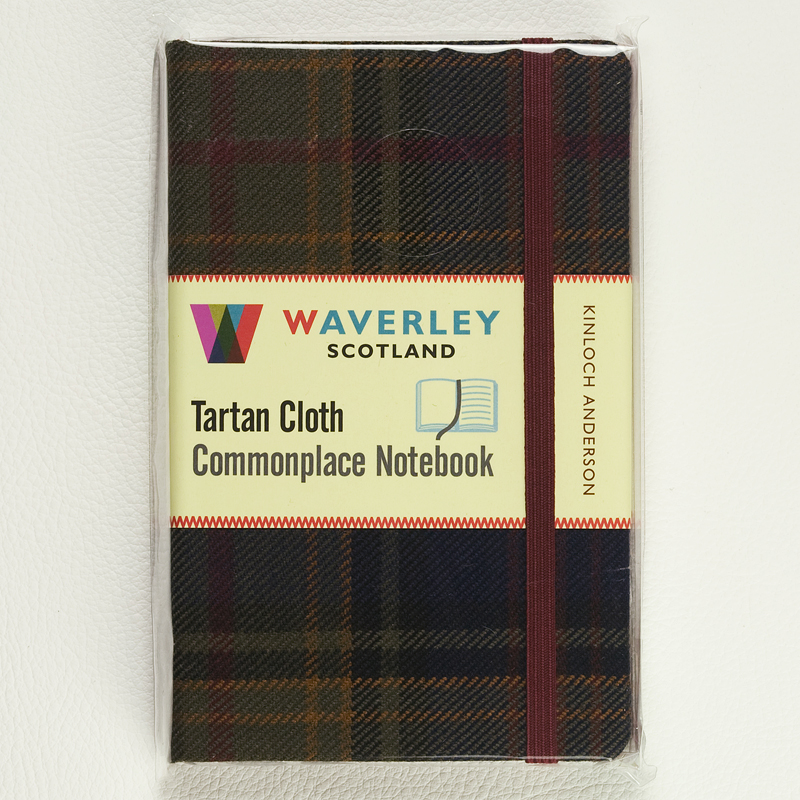 WAVERLEY
SCOTLAND
Tartan Cloth
Commonplace Notebook
KINLOCH ANDERSON